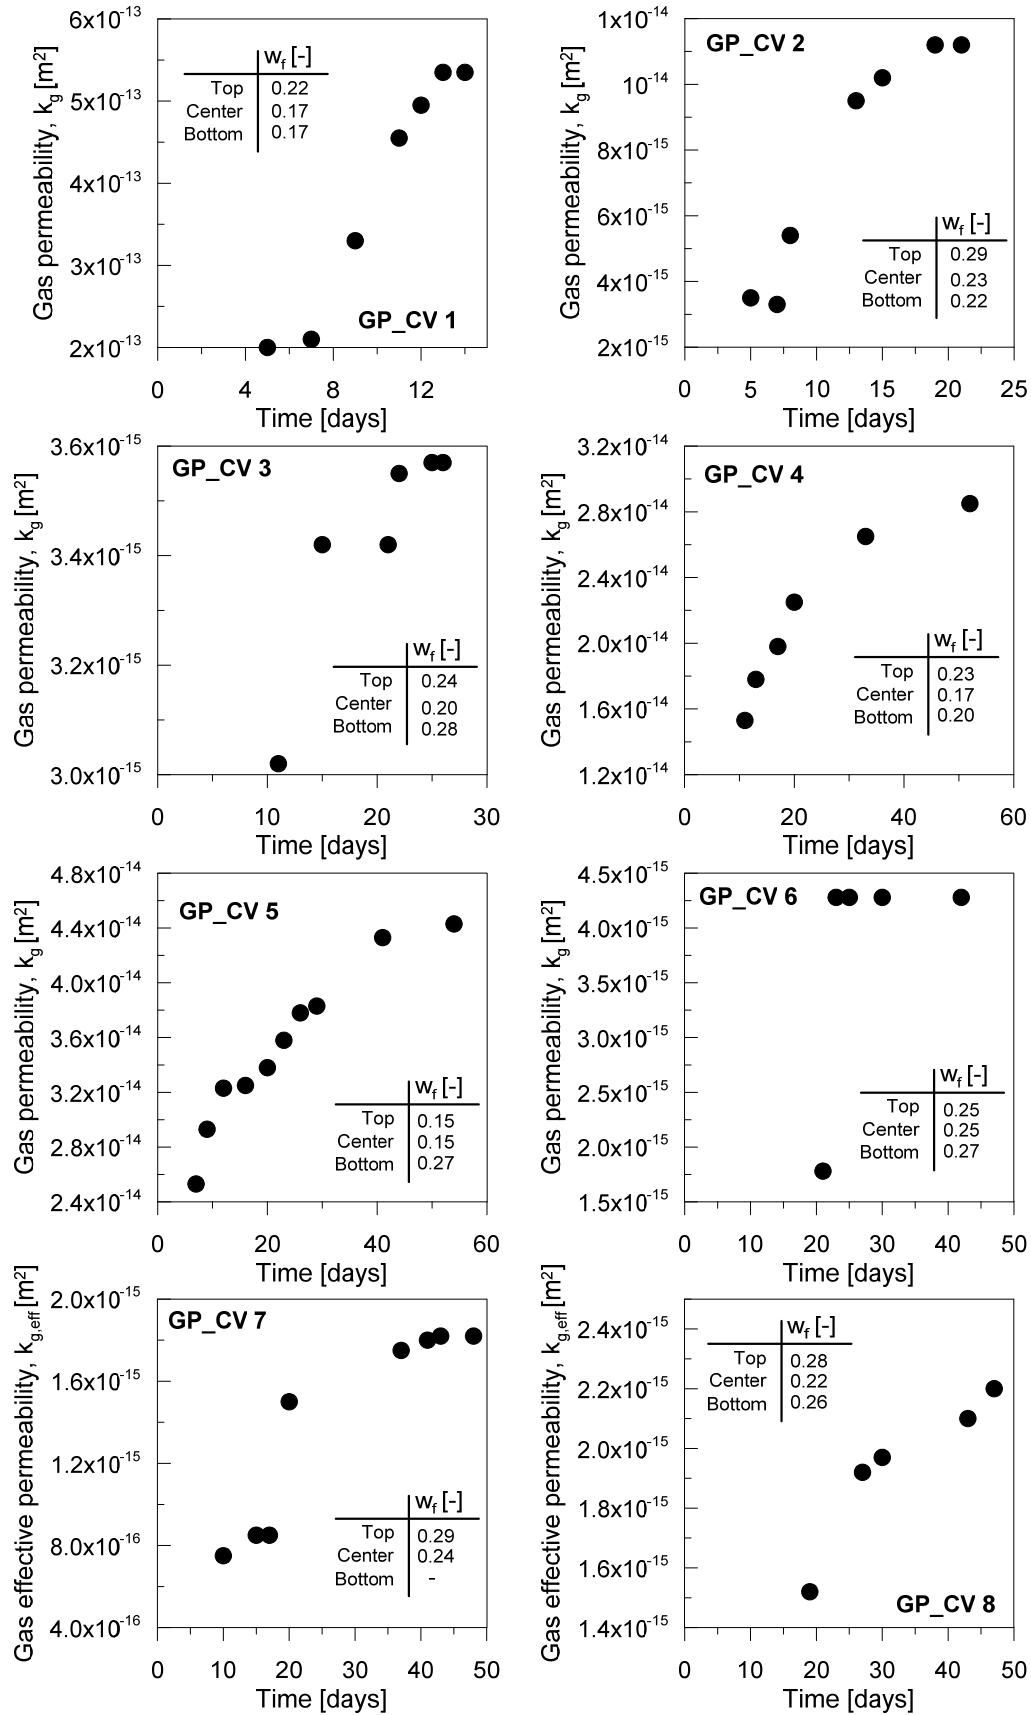 Gas permeability, kg [m²]
6x10-13
5x10-13
4x10-13
3x10-13
2x10-13
wf [-]
Top 0.22
Center 0.17
Bottom 0.17
GP_CV 1
0 4 8 12
Time [days]
Gas permeability, kg [m²]
1x10-14
10-14
8x10-15
6x10-15
4x10-15
2x10-15
GP_CV 2
wf [-]
Top 0.29
Center 0.23
Bottom 0.22
0 5 10 15 20 25
Time [days]
Gas permeability, kg [m²]
3.6x10-15
3.4x10-15
3.2x10-15
3.0x10-15
GP_CV 3
wf [-]
Top 0.24
Center 0.20
Bottom 0.28
0 10 20 30
Time [days]
Gas permeability, kg [m²]
3.2x10-14
2.8x10-14
2.4x10-14
2.0x10-14
1.6x10-14
1.2x10-14
GP_CV 4
wf [-]
Top 0.23
Center 0.17
Bottom 0.20
0 20 40 60
Time [days]
Gas permeability, kg [m²]
4.8x10-14
4.4x10-14
4.0x10-14
3.6x10-14
3.2x10-14
2.8x10-14
2.4x10-14
GP_CV 5
wf [-]
Top 0.15
Center 0.15
Bottom 0.27
0 20 40 60
Time [days]
Gas permeability, kg [m²]
4.5x10-15
4.0x10-15
3.5x10-15
3.0x10-15
2.5x10-15
2.0x10-15
1.5x10-15
GP_CV 6
wf [-]
Top 0.25
Center 0.25
Bottom 0.27
0 10 20 30 40 50
Time [days]
Gas effective permeability, kg,eff [m²]
2.0x10-15
1.6x10-15
1.2x10-15
8.0x10-16
4.0x10-16
GP_CV 7
wf [-]
Top 0.29
Center 0.24
Bottom -
0 10 20 30 40 50
Time [days]
Gas effective permeability, kg,eff [m²]
2.4x10-15
2.2x10-15
2.0x10-15
1.8x10-15
1.6x10-15
1.4x10-15
wf [-]
Top 0.28
Center 0.22
Bottom 0.26
GP_CV 8
0 10 20 30 40 50
Time [days]